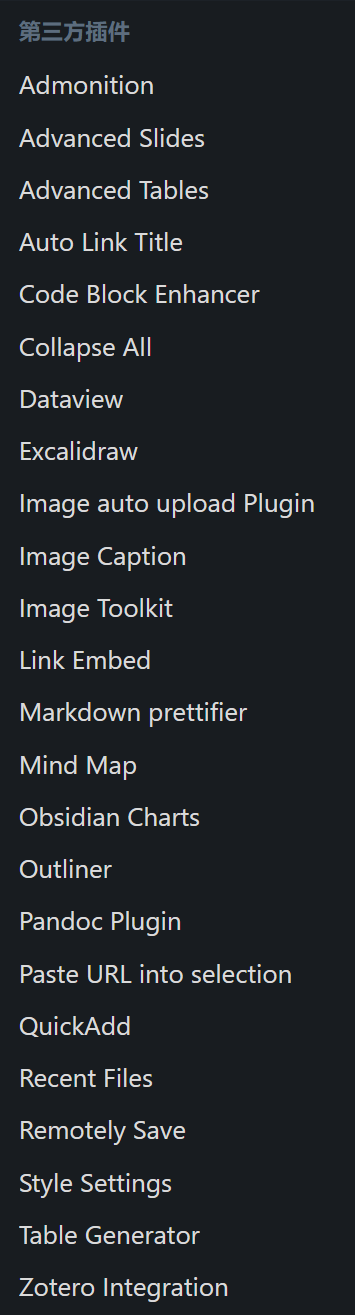 第三方插件
Admonition
Advanced Slides
Advanced Tables
Auto Link Title
Code Block Enhancer
Collapse All
Dataview
Excalidraw
Image auto upload Plugin
Image Caption
Image Toolkit
Link Embed
Markdown prettifier
Mind Map
Obsidian Charts
Outliner
Pandoc Plugin
Paste URL into selection
QuickAdd
Recent Files
Remotely Save
Style Settings
Table Generator
Zotero Integration